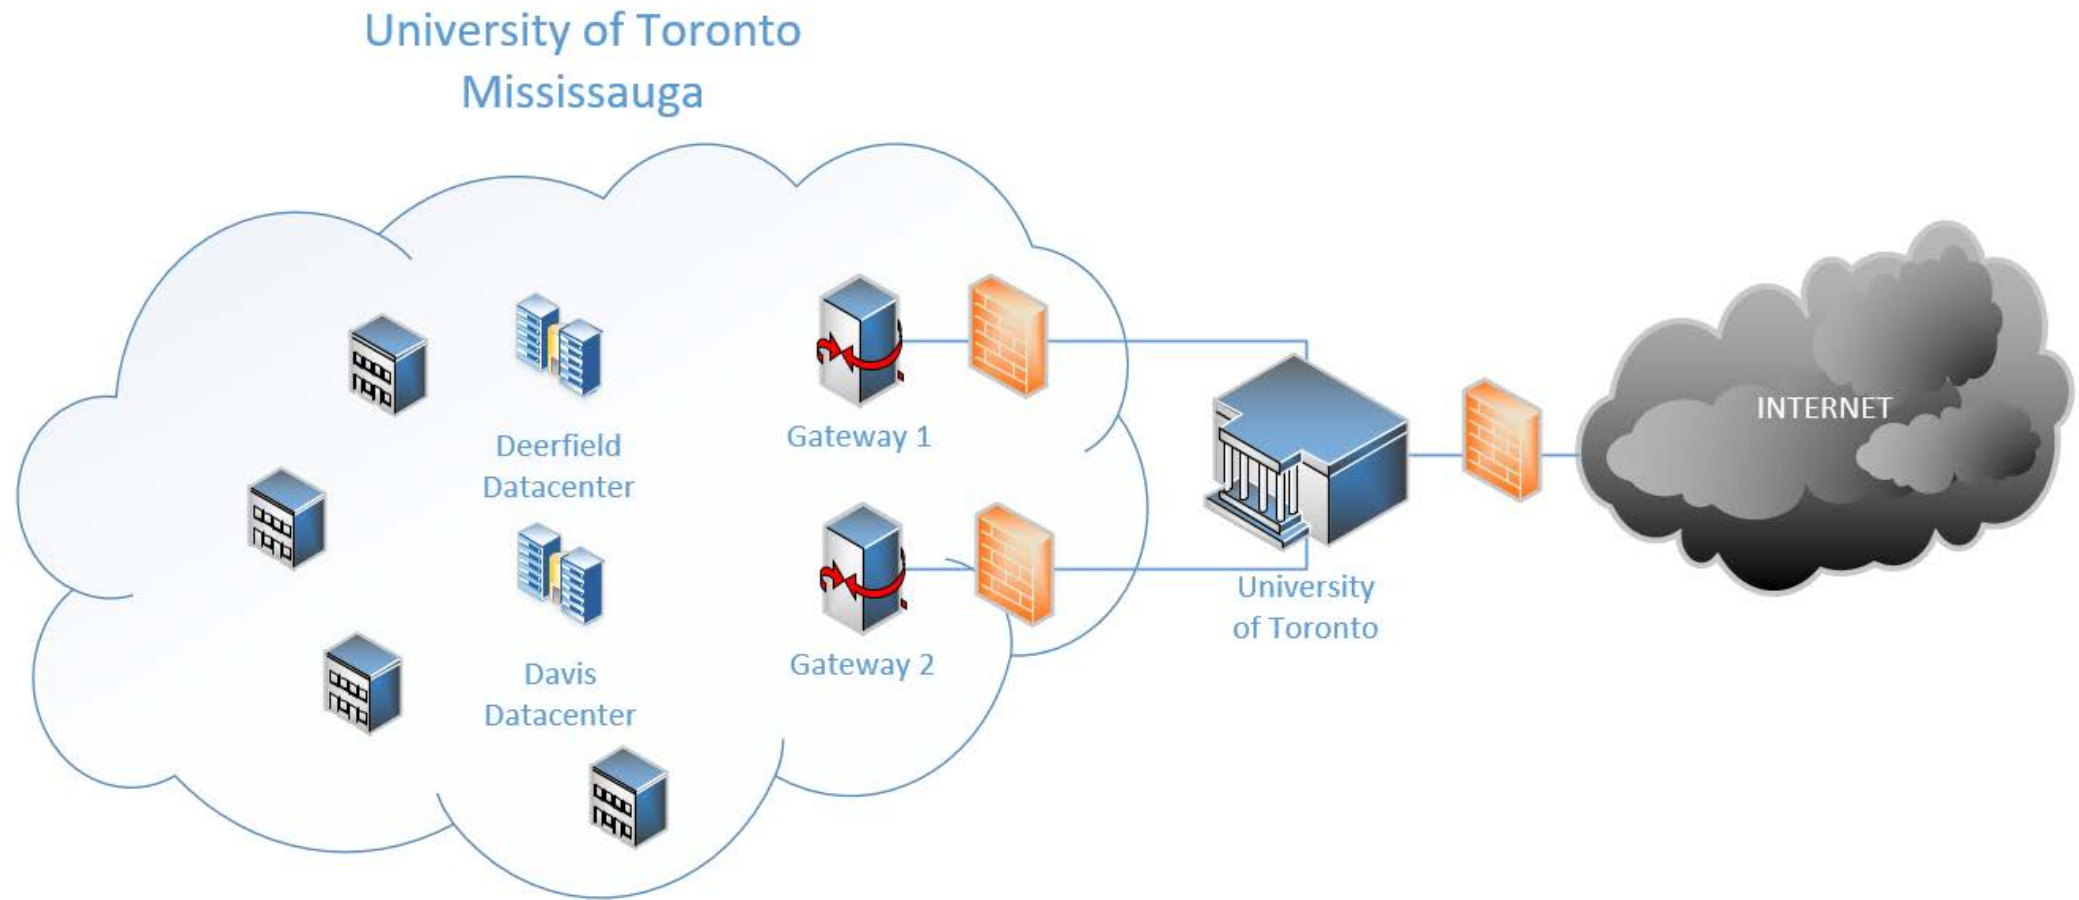 University of Toronto
Mississauga
Deerfield
Datacenter
Gateway 1
Davis
Datacenter
Gateway 2
University
of Toronto
INTERNET